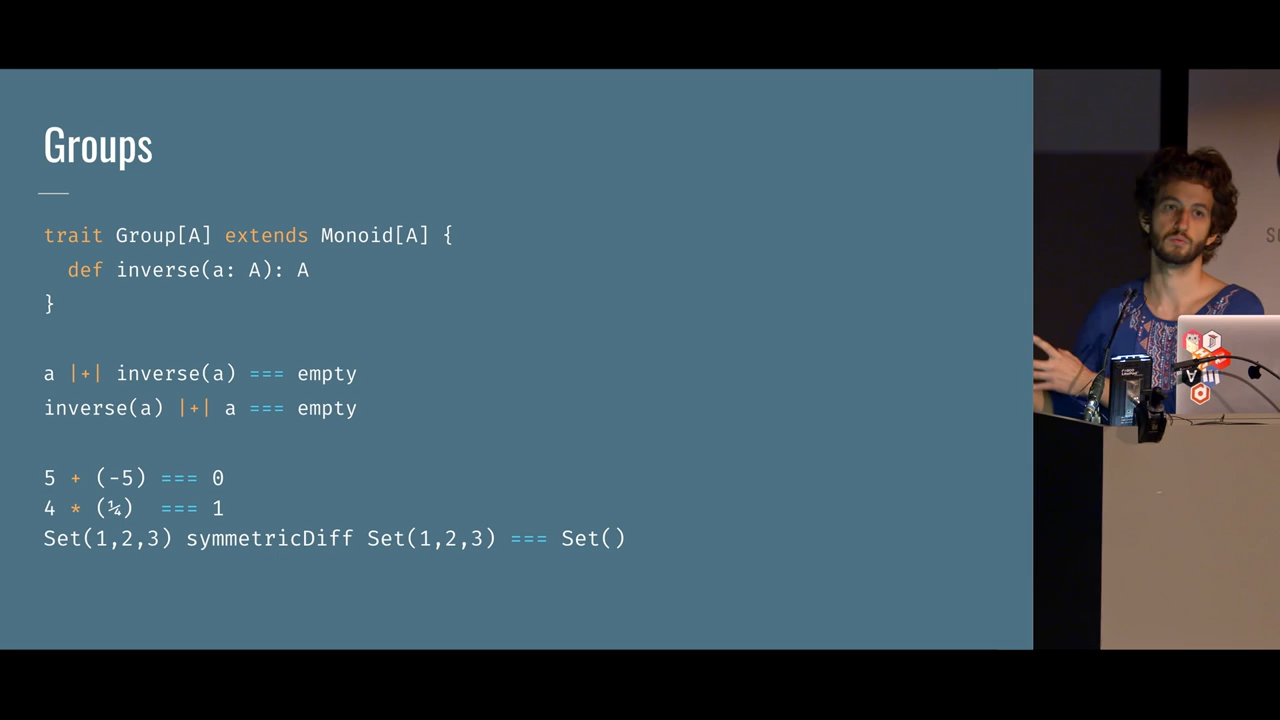 Groups
trait Group[A] extends Monoid[A] {
  def inverse(a: A): A
}
a |+| inverse(a) === empty
inverse(a) |+| a === empty
5 + (-5) === 0
4 * (¼)  === 1
Set(1,2,3) symmetricDiff Set(1,2,3) === Set()